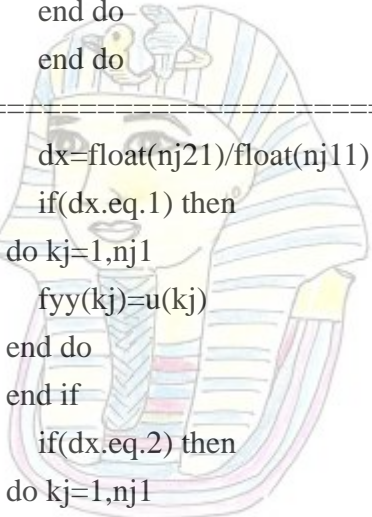 end do
end do
======================
dx=float(nj21)/float(nj11)
if(dx.eq.1) then
do kj=1,nj1
fyy(kj)=u(kj)
end do
end if
if(dx.eq.2) then
do kj=1,nj1